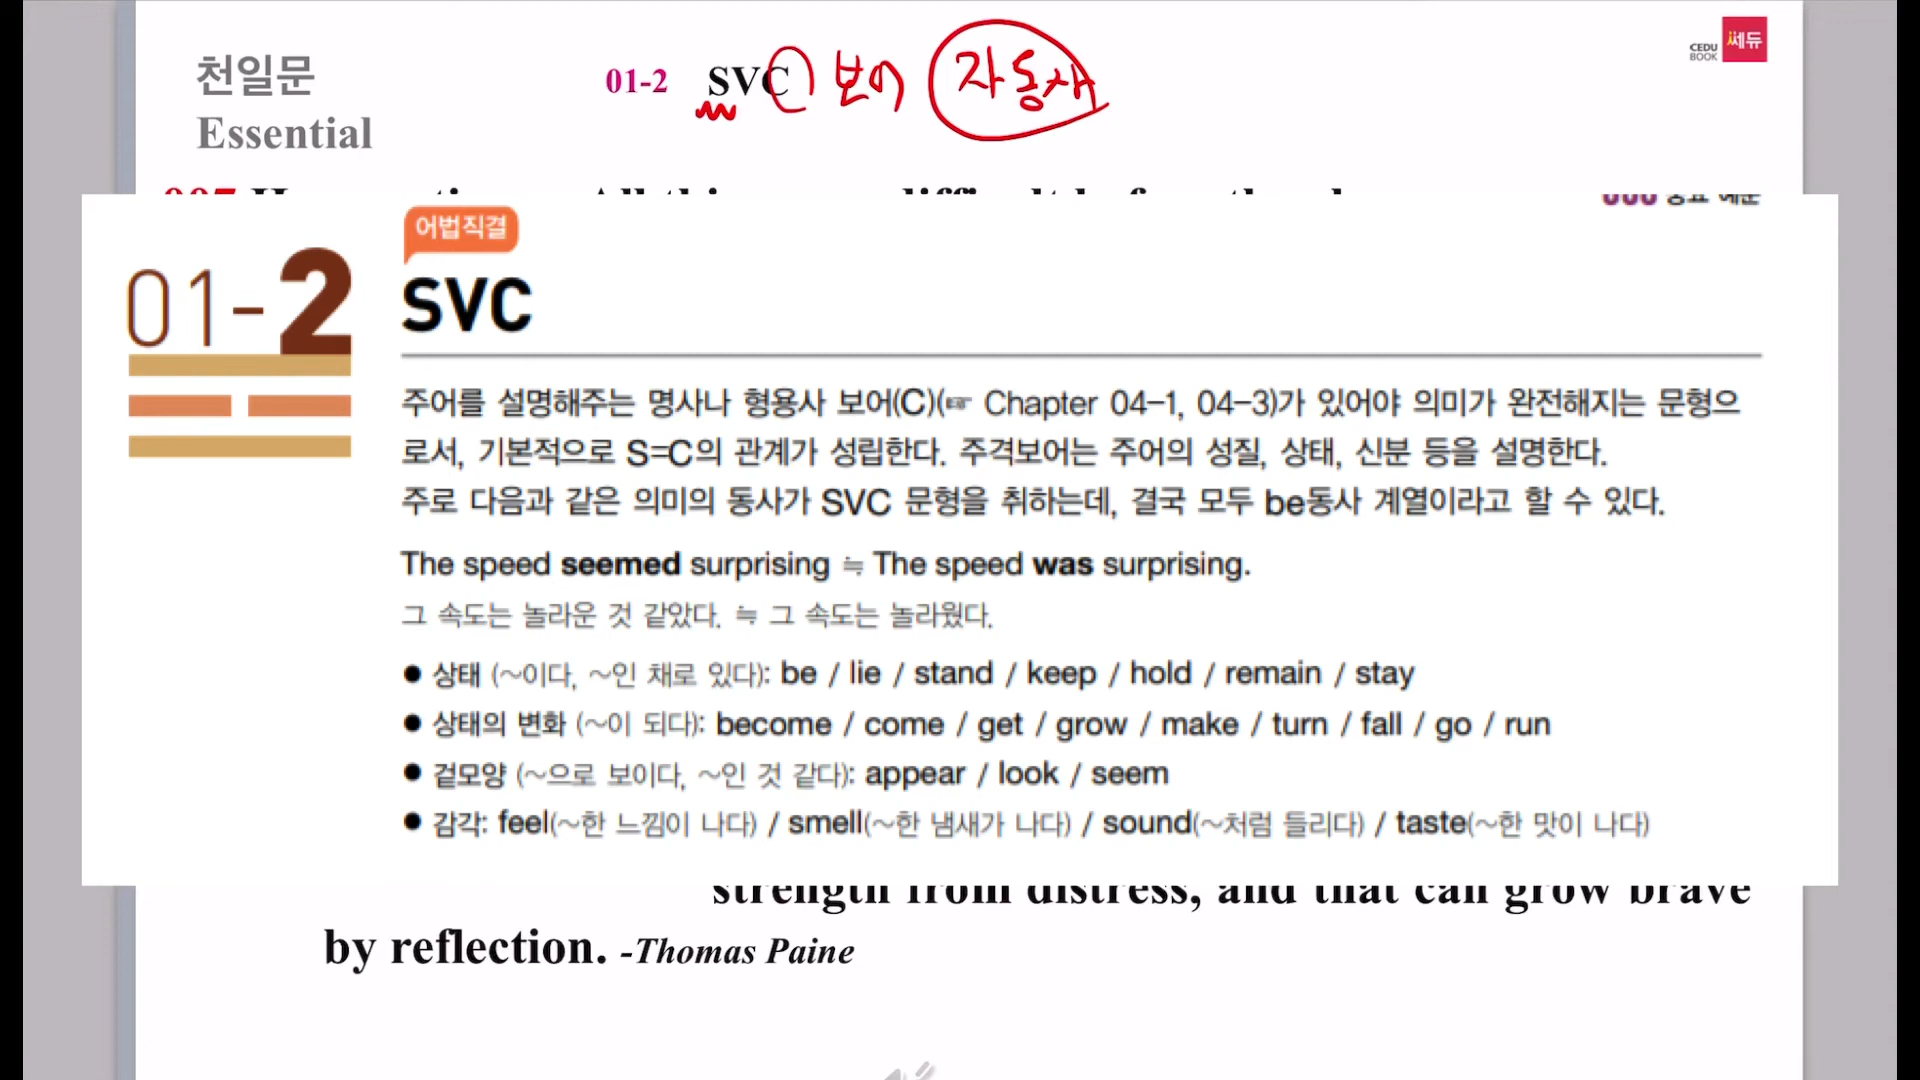 천일문
Essential
01-2 SVC 보어 자동사
CEDU
BOOK
쎄듀
어법직결
01-2
SVC
주어를 설명해주는 명사나 형용사 보어(C)(☞ Chapter 04-1, 04-3)가 있어야 의미가 완전해지는 문형으
로서, 기본적으로 S=C의 관계가 성립한다. 주격보어는 주어의 성질, 상태, 신분 등을 설명한다.
주로 다음과 같은 의미의 동사가 SVC 문형을 취하는데, 결국 모두 be동사 계열이라고 할 수 있다.
The speed seemed surprising ≒ The speed was surprising.
그 속도는 놀라운 것 같았다. ≒ 그 속도는 놀라웠다.
● 상태 (~이다, ~인 채로 있다): be / lie / stand / keep / hold / remain / stay
● 상태의 변화 (~이 되다): become / come / get / grow / make / turn / fall / go / run
● 겉모양 (~으로 보이다, ~인 것 같다): appear / look / seem
● 감각: feel(~한 느낌이 나다) / smell(~한 냄새가 나다) / sound(~처럼 들리다) / taste(~한 맛이 나다)
strength from distress, and that can grow brave
by reflection. -Thomas Paine